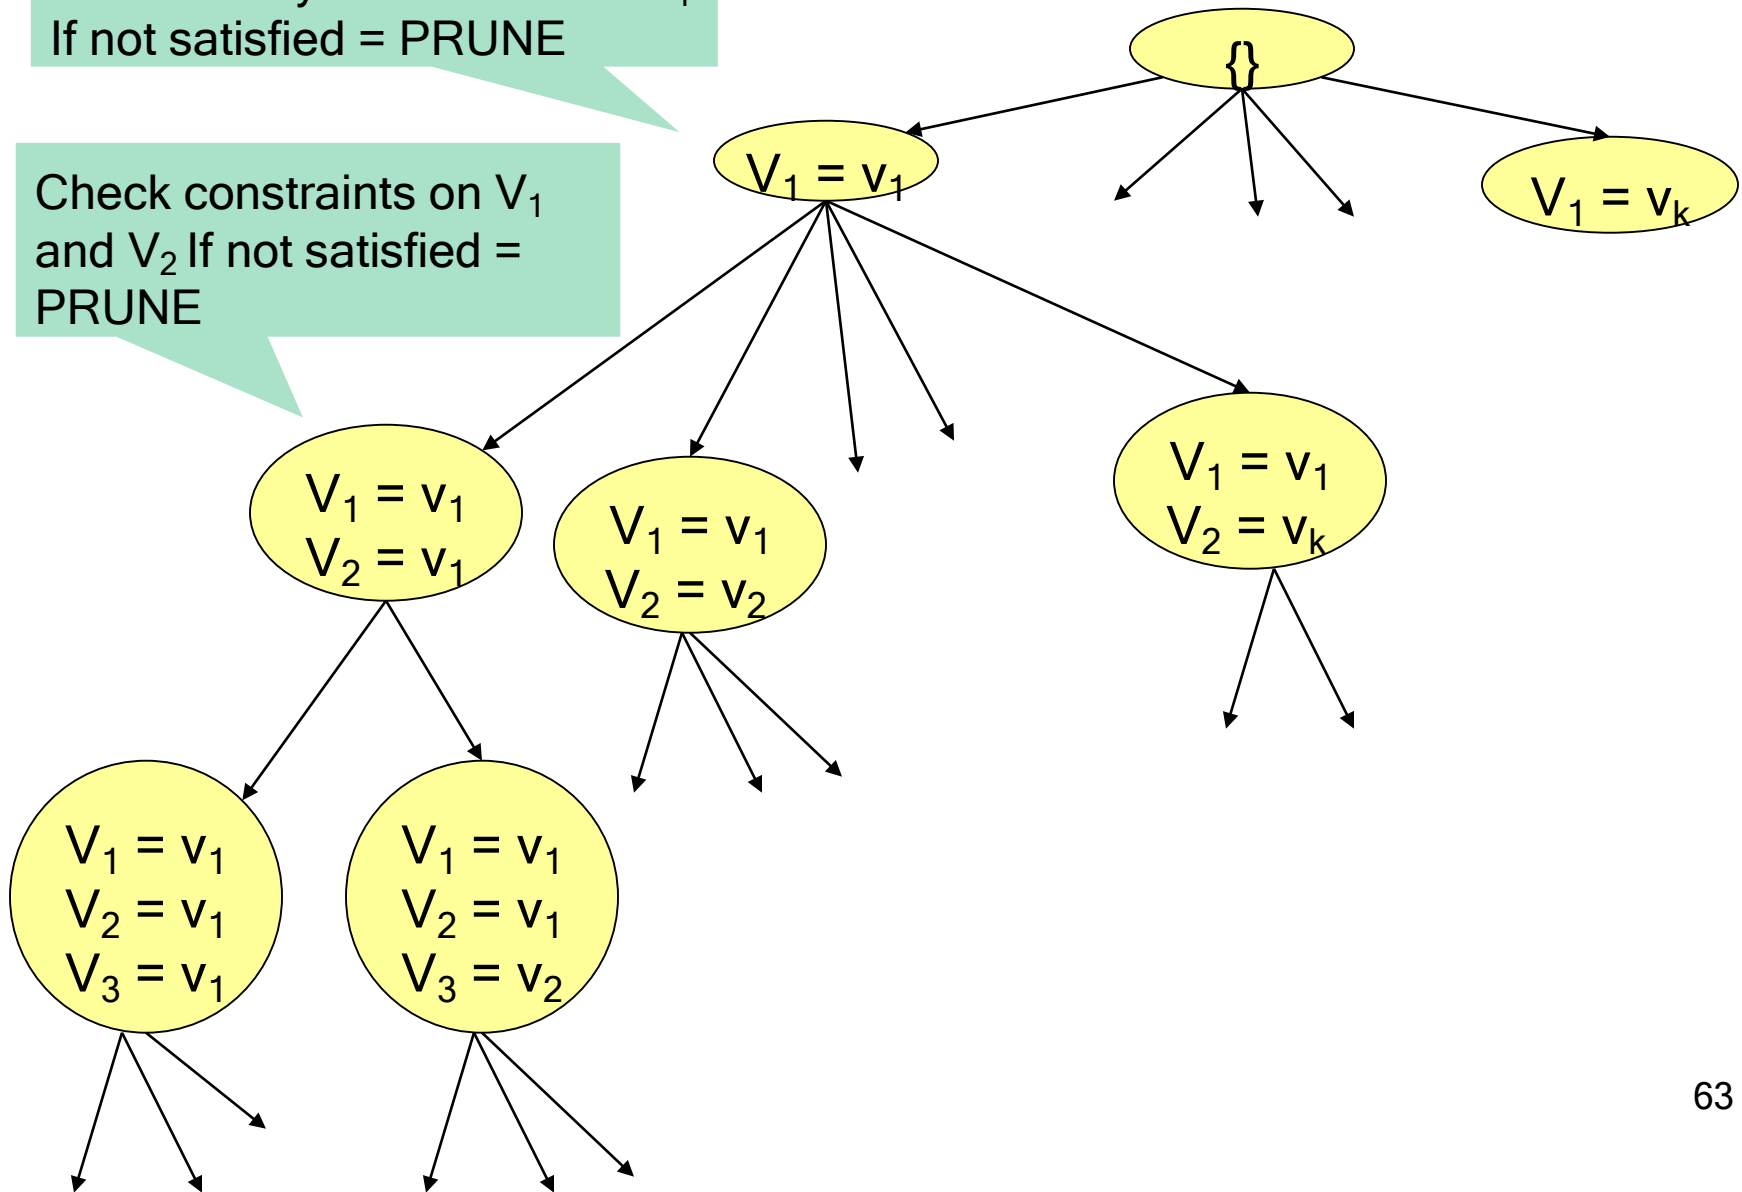 If not satisfied = PRUNE
{}
V₁ = v₁
V₁ = vₖ
Check constraints on V₁
and V₂ If not satisfied =
PRUNE
V₁ = v₁
V₂ = v₁
V₁ = v₁
V₂ = v₂
V₁ = v₁
V₂ = vₖ
V₁ = v₁
V₂ = v₁
V₃ = v₁
V₁ = v₁
V₂ = v₁
V₃ = v₂
63